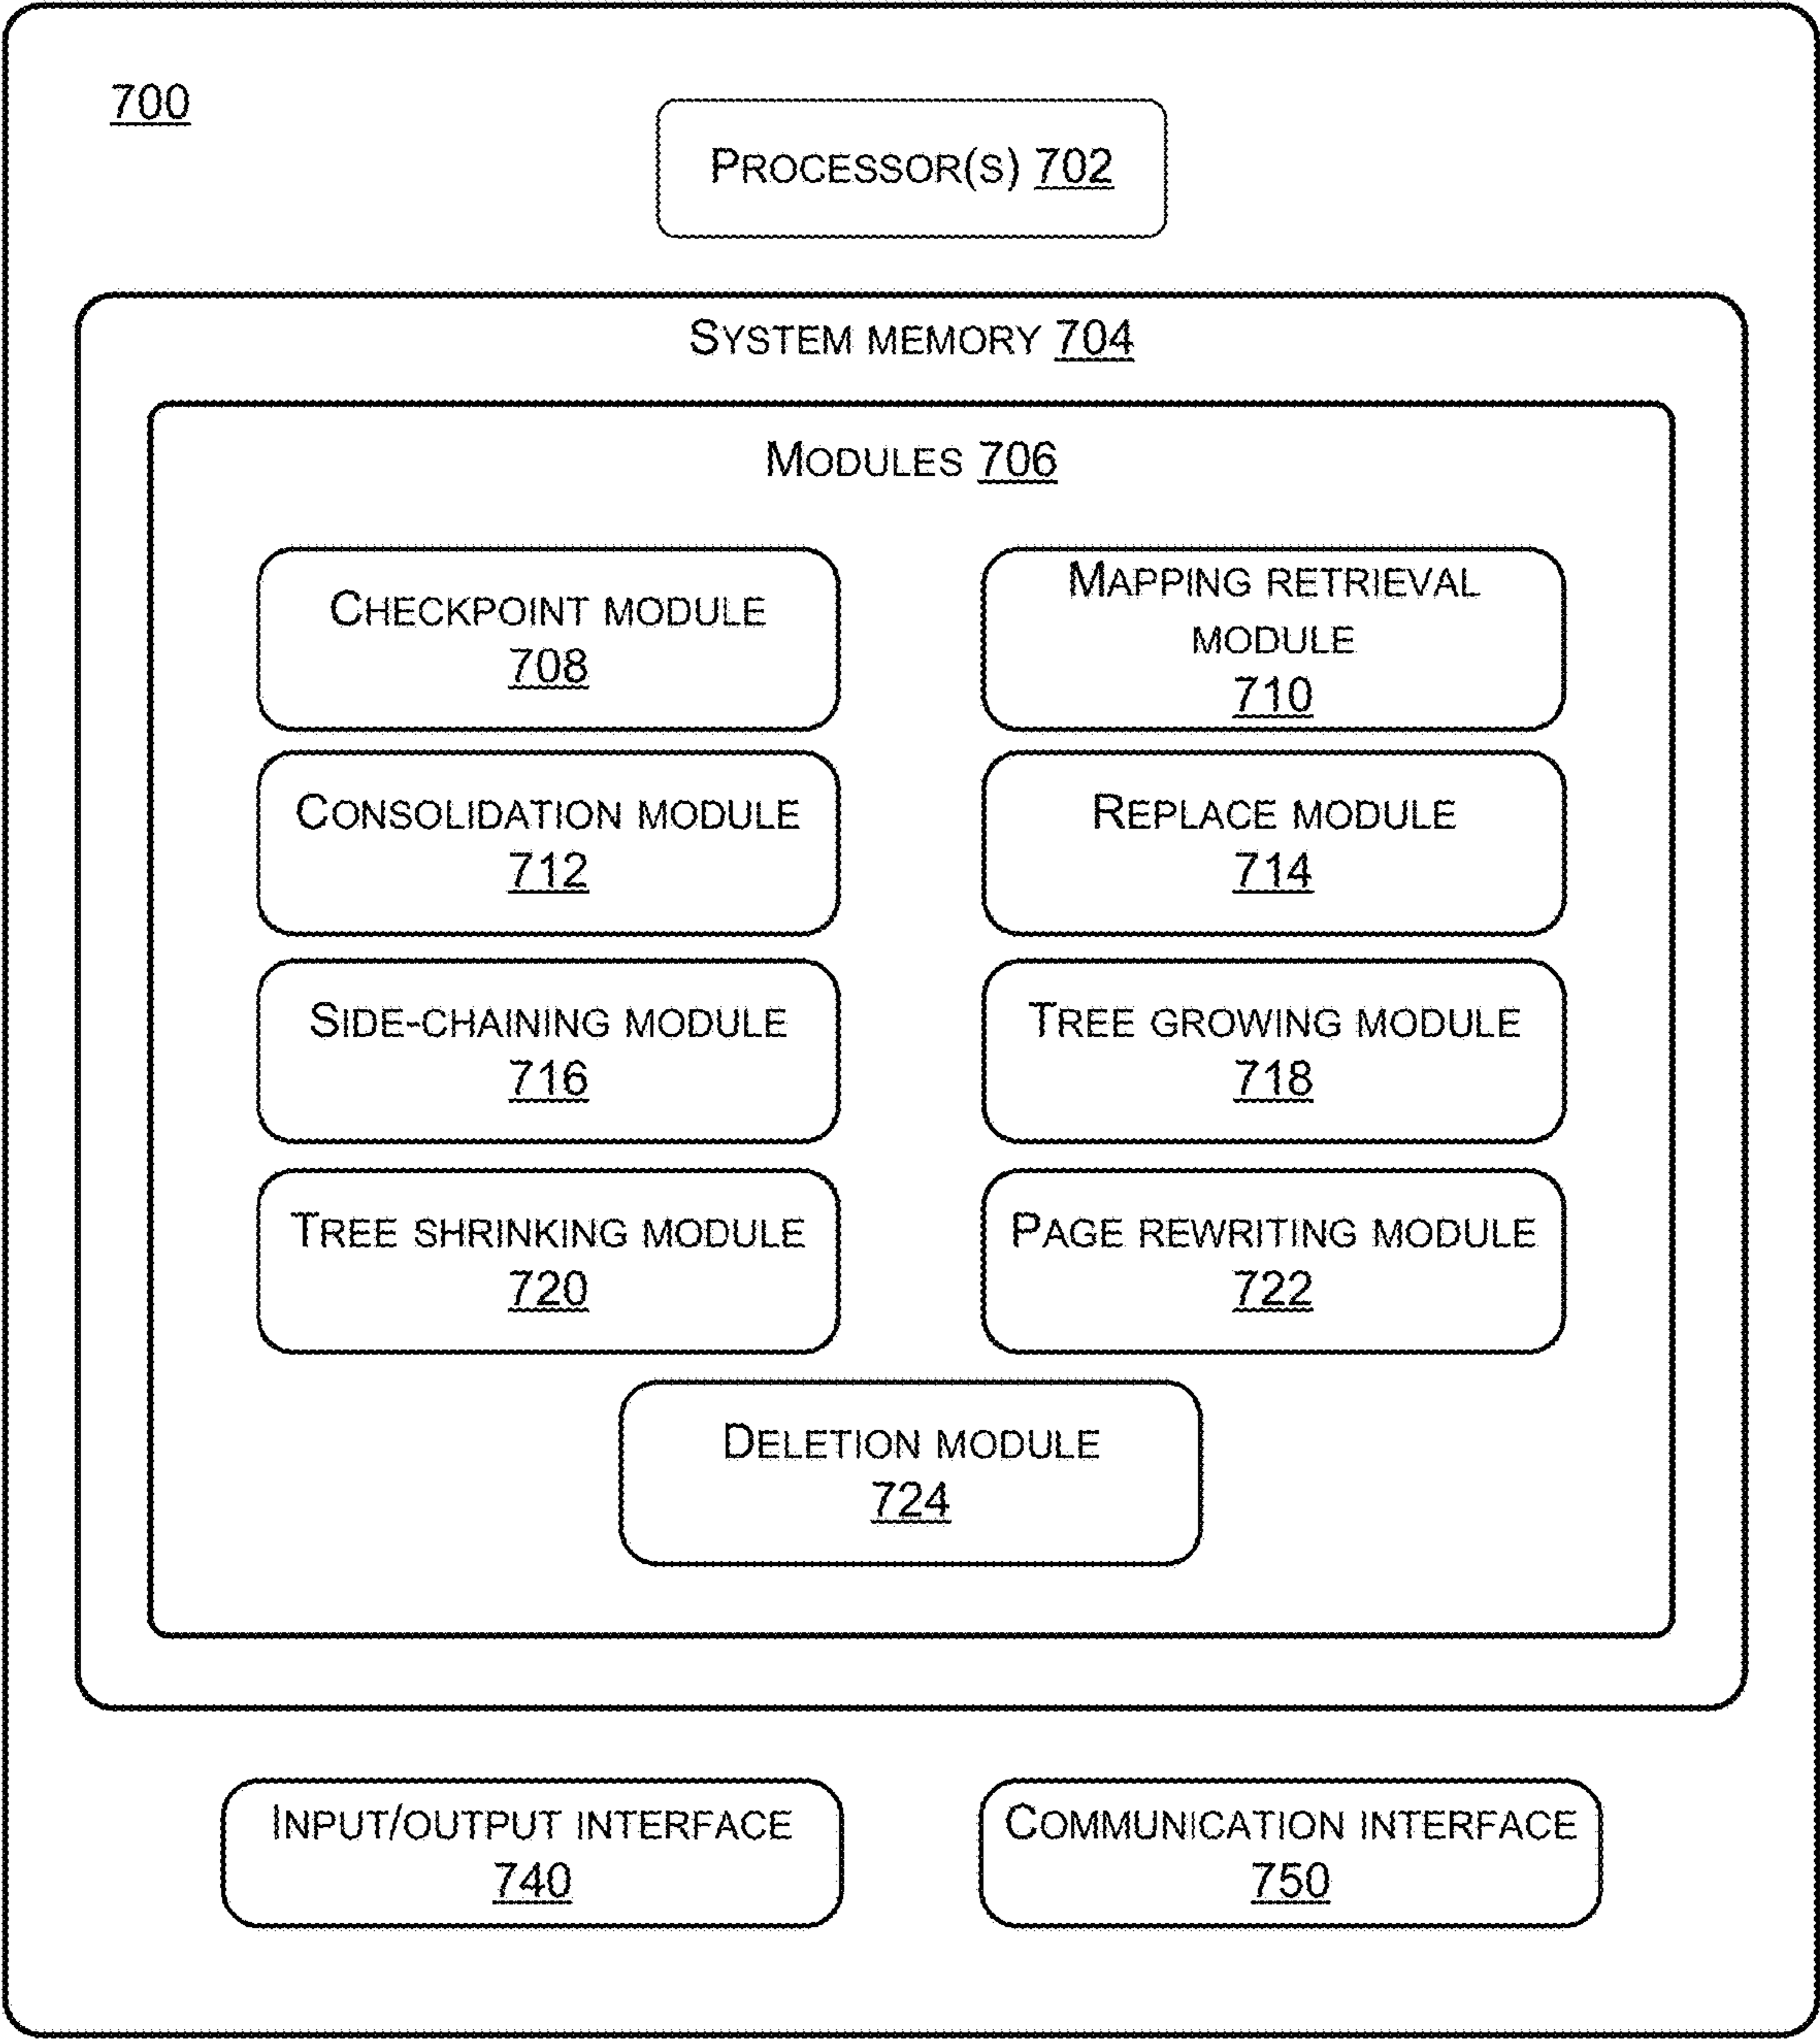 700
PROCESSOR(S) 702
SYSTEM MEMORY 704
MODULES 706
CHECKPOINT MODULE
708
MAPPING RETRIEVAL
MODULE
710
CONSOLIDATION MODULE
712
REPLACE MODULE
714
SIDE-CHAINING MODULE
716
TREE GROWING MODULE
718
TREE SHRINKING MODULE
720
PAGE REWRITING MODULE
722
DELETION MODULE
724
INPUT/OUTPUT INTERFACE
740
COMMUNICATION INTERFACE
750